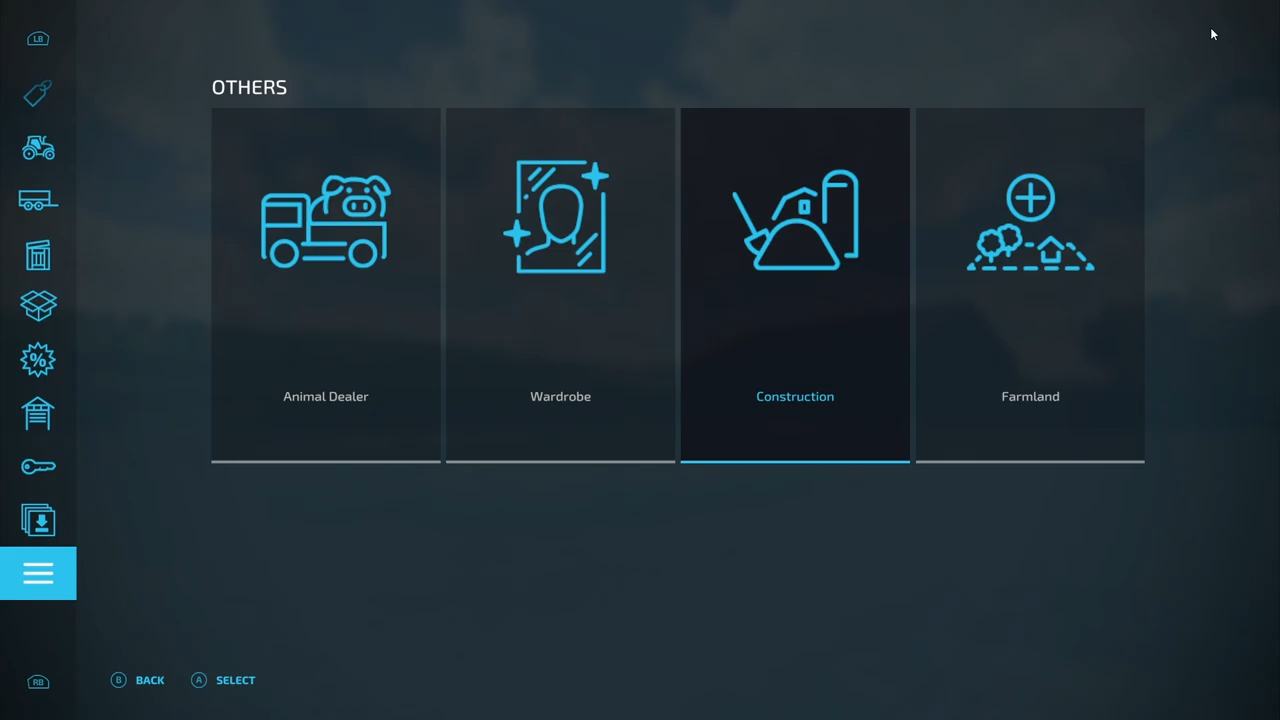 LB
OTHERS
%
Animal Dealer
Wardrobe
Construction
Farmland
RB
B BACK
A SELECT